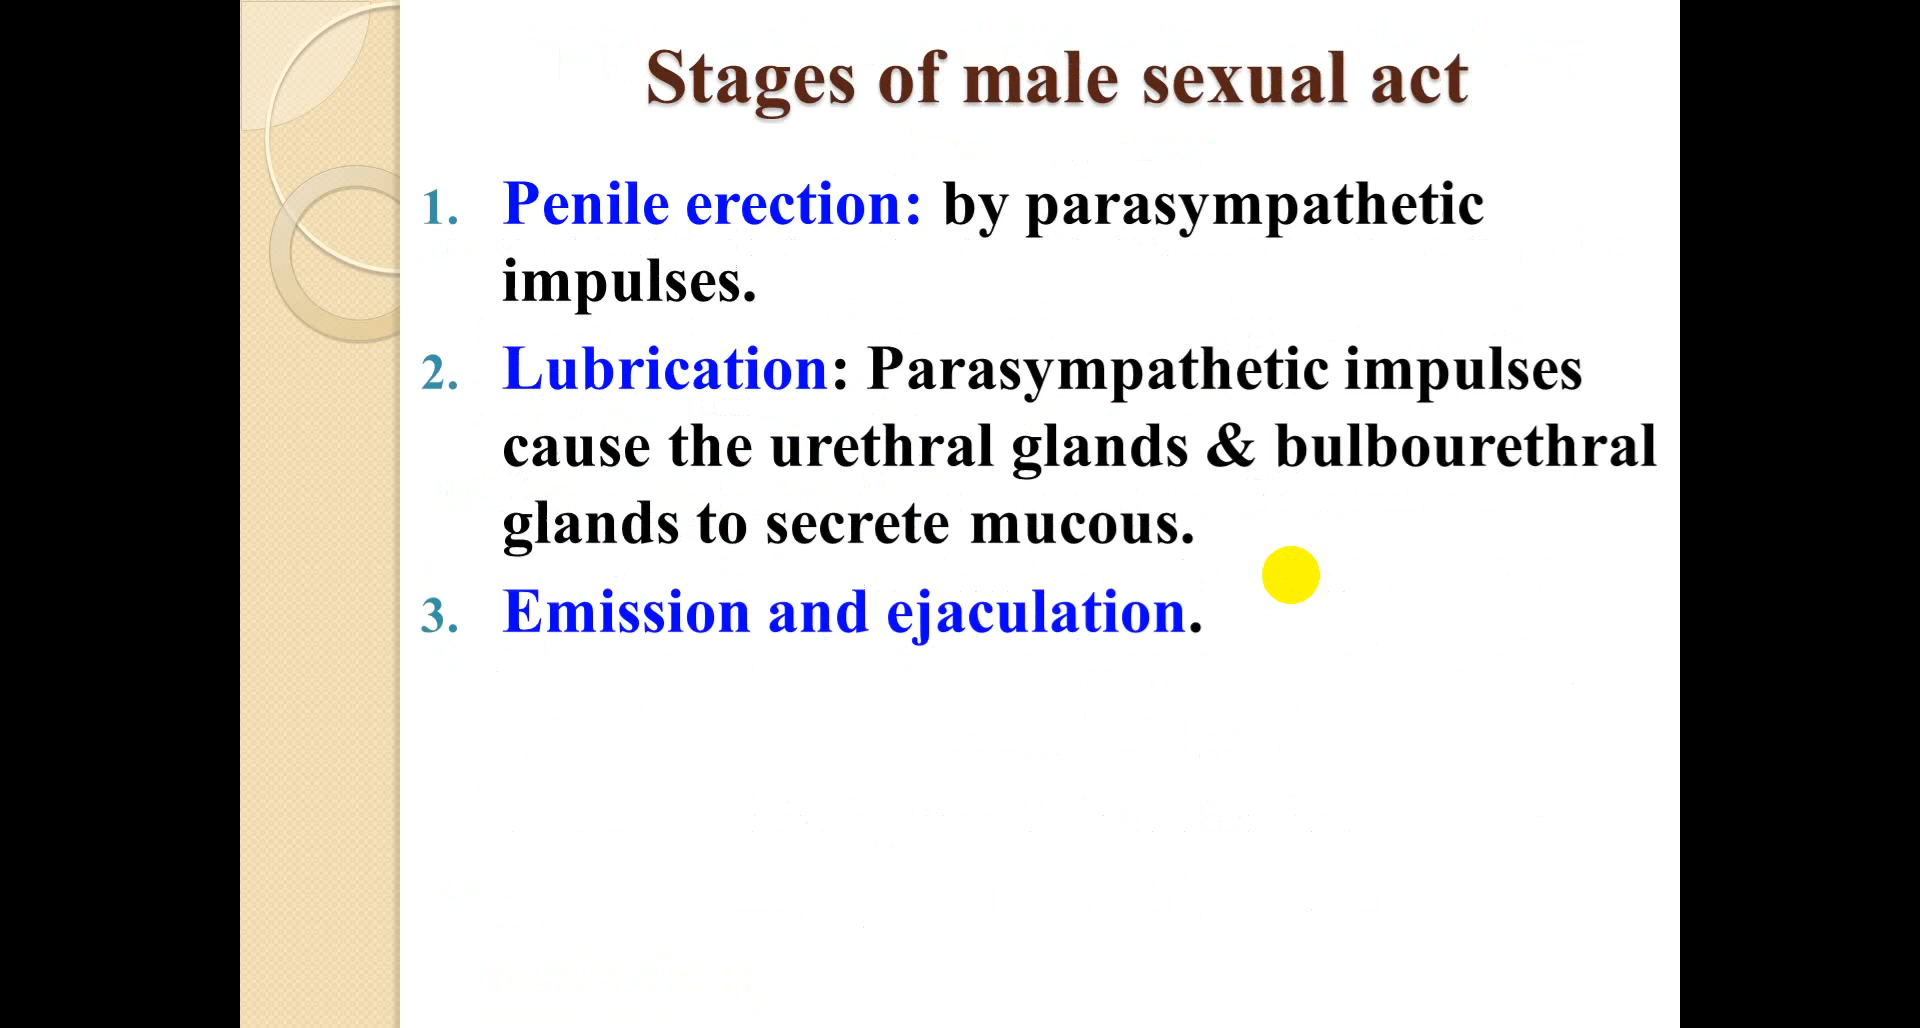 Stages of male sexual act
1. Penile erection: by parasympathetic
impulses.
2. Lubrication: Parasympathetic impulses
cause the urethral glands & bulbourethral
glands to secrete mucous.
3. Emission and ejaculation.